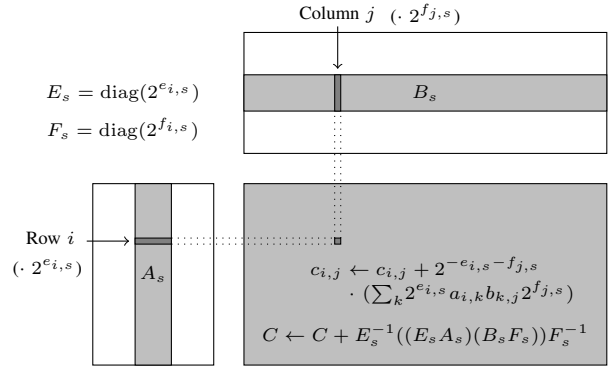 Column j (· 2^{f_{j,s}})
E_s = diag(2^{e_{i,s}})
B_s
F_s = diag(2^{f_{i,s}})
Row i
(· 2^{e_{i,s}})
A_s
c_{i,j} ← c_{i,j} + 2^{-e_{i,s}-f_{j,s}}
· (∑_k 2^{e_{i,s}} a_{i,k} b_{k,j} 2^{f_{j,s}})
C ← C + E_s^{-1}((E_s A_s)(B_s F_s))F_s^{-1}